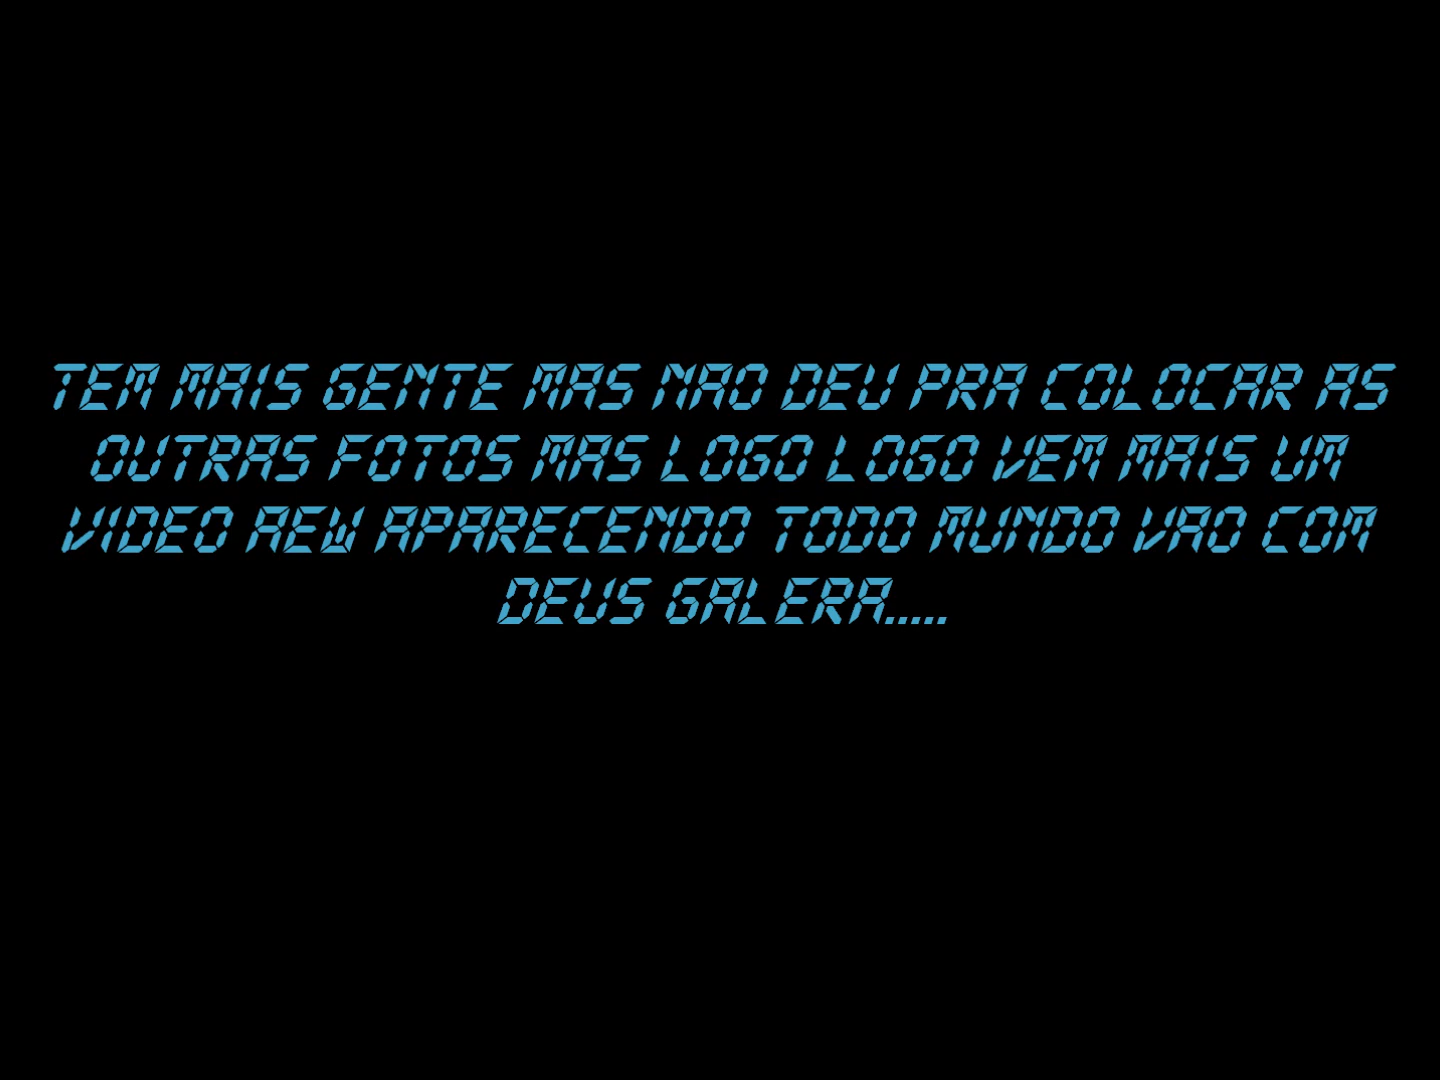 TEM MAIS GENTE MAS NAO DEU PRA COLOCAR AS
OUTRAS FOTOS MAS LOGO LOGO VEM MAIS UM
VIDEO AEW APARECENDO TODO MUNDO VAO COM
DEUS GALERA.....